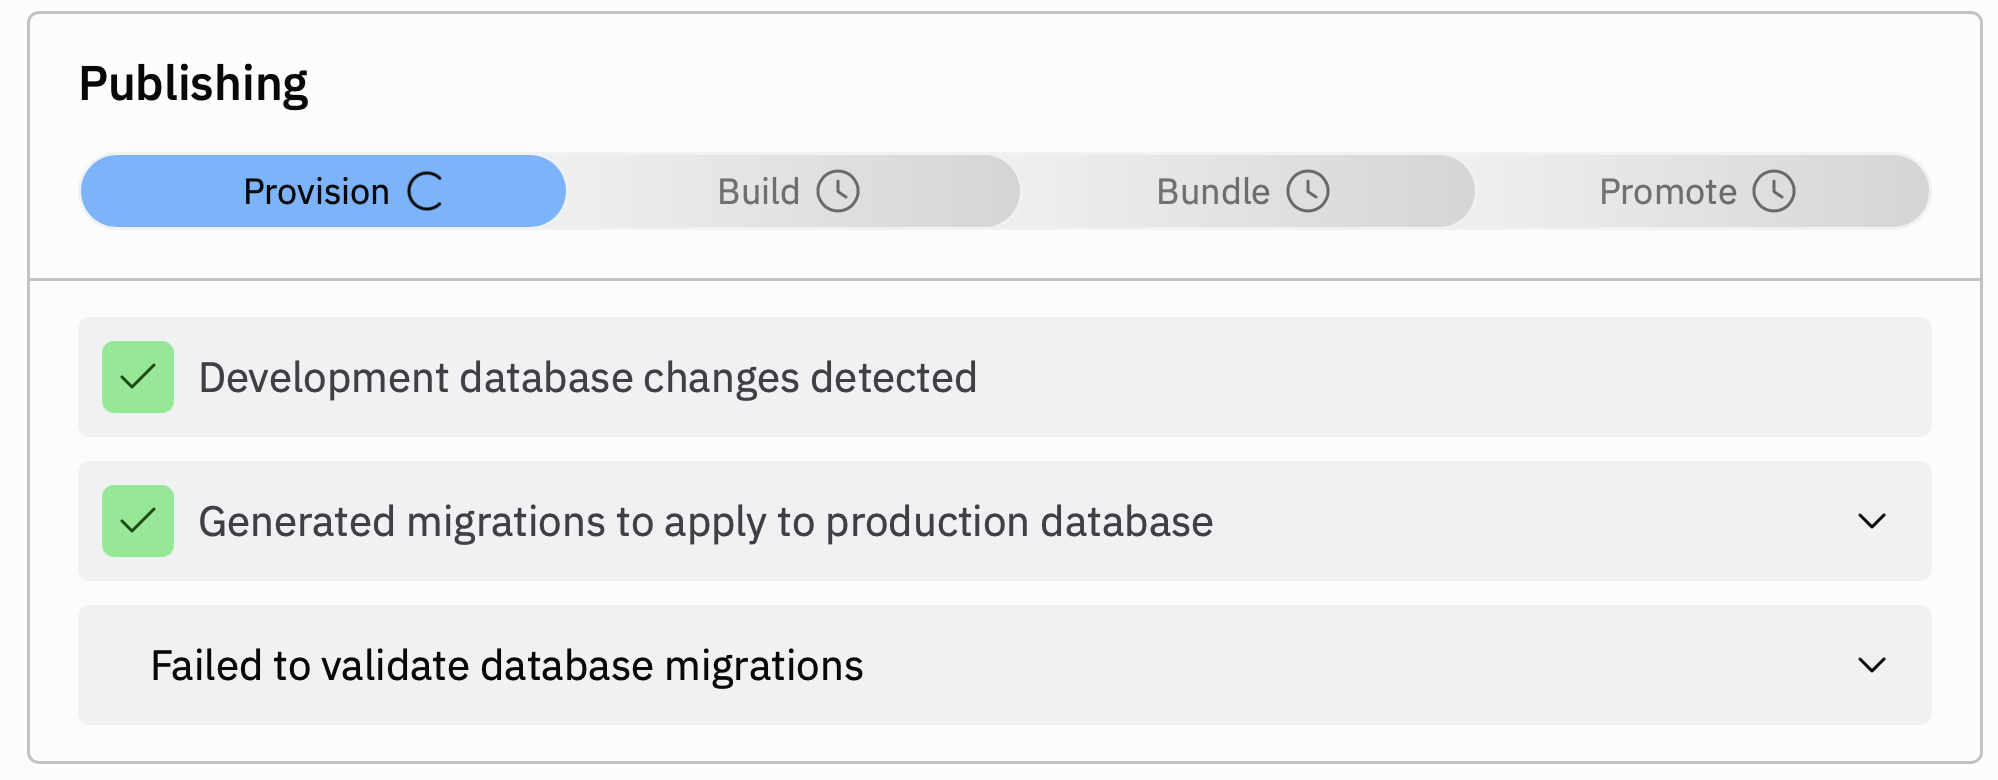 Publishing
Provision Build Bundle Promote
Development database changes detected
Generated migrations to apply to production database
Failed to validate database migrations